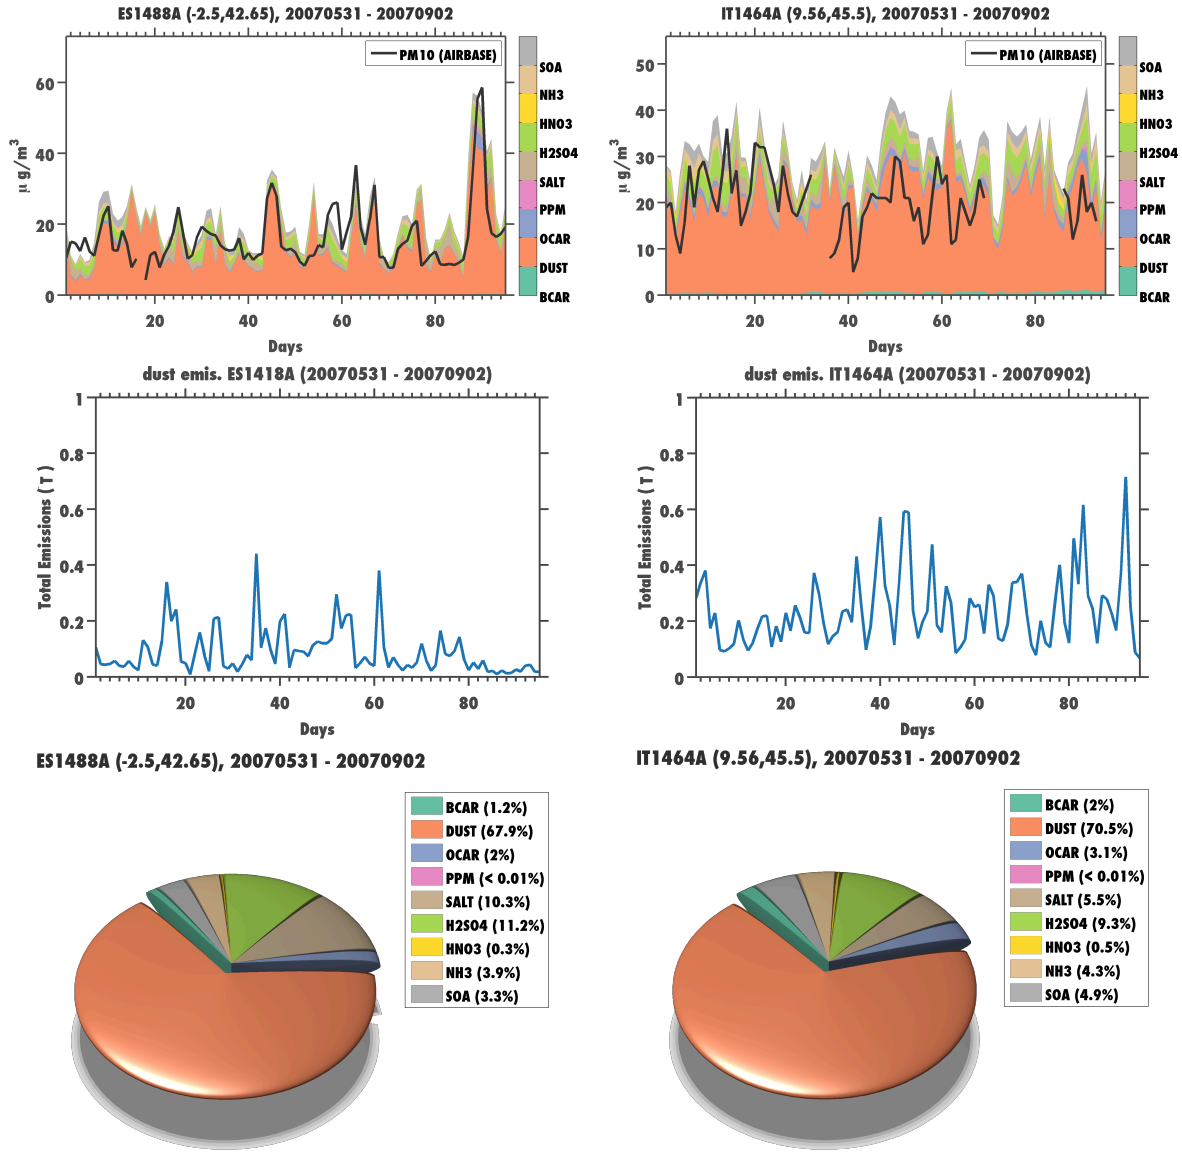 ES1488A (-2.5,42.65), 20070531 - 20070902
PM10 (AIRBASE)
μ g/m3
60
40
20
0
20 40 60 80
Days
SOA
NH3
HNO3
H2SO4
SALT
PPM
OCAR
DUST
BCAR
IT1464A (9.56,45.5), 20070531 - 20070902
PM10 (AIRBASE)
μ g/m3
50
40
30
20
10
0
20 40 60 80
Days
SOA
NH3
HNO3
H2SO4
SALT
PPM
OCAR
DUST
BCAR
dust emis. ES1418A (20070531 - 20070902)
Total Emissions ( T )
1
0.8
0.6
0.4
0.2
0
20 40 60 80
Days
dust emis. IT1464A (20070531 - 20070902)
Total Emissions ( T )
1
0.8
0.6
0.4
0.2
0
20 40 60 80
Days
ES1488A (-2.5,42.65), 20070531 - 20070902
BCAR (1.2%)
DUST (67.9%)
OCAR (2%)
PPM (< 0.01%)
SALT (10.3%)
H2SO4 (11.2%)
HNO3 (0.3%)
NH3 (3.9%)
SOA (3.3%)
IT1464A (9.56,45.5), 20070531 - 20070902
BCAR (2%)
DUST (70.5%)
OCAR (3.1%)
PPM (< 0.01%)
SALT (5.5%)
H2SO4 (9.3%)
HNO3 (0.5%)
NH3 (4.3%)
SOA (4.9%)